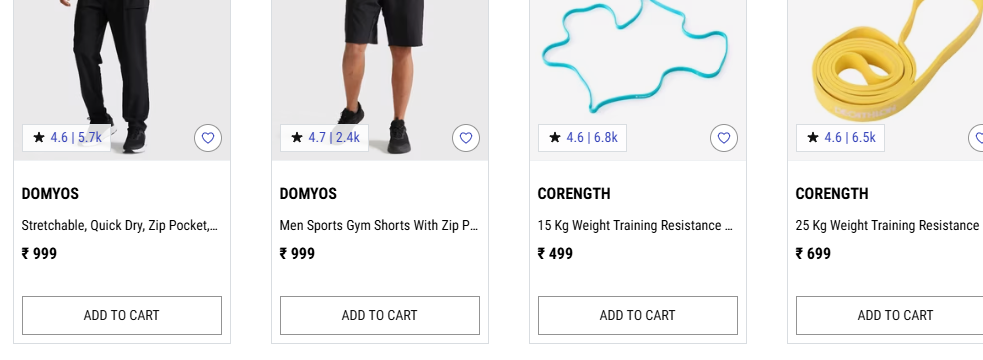 4.6 | 5.7k
4.7 | 2.4k
4.6 | 6.8k
4.6 | 6.5k
DOMYOS
DOMYOS
CORENGTH
CORENGTH
Stretchable, Quick Dry, Zip Pocket,...
Men Sports Gym Shorts With Zip P...
15 Kg Weight Training Resistance ...
25 Kg Weight Training Resistance
₹ 999
₹ 999
₹ 499
₹ 699
ADD TO CART
ADD TO CART
ADD TO CART
ADD TO CART